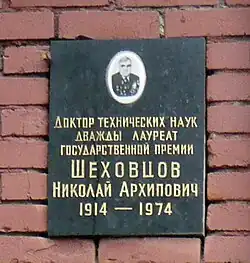 Доктор технических наук
дважды лауреат
государственной премии
Шеховцов
Николай Архипович
1914 — 1974